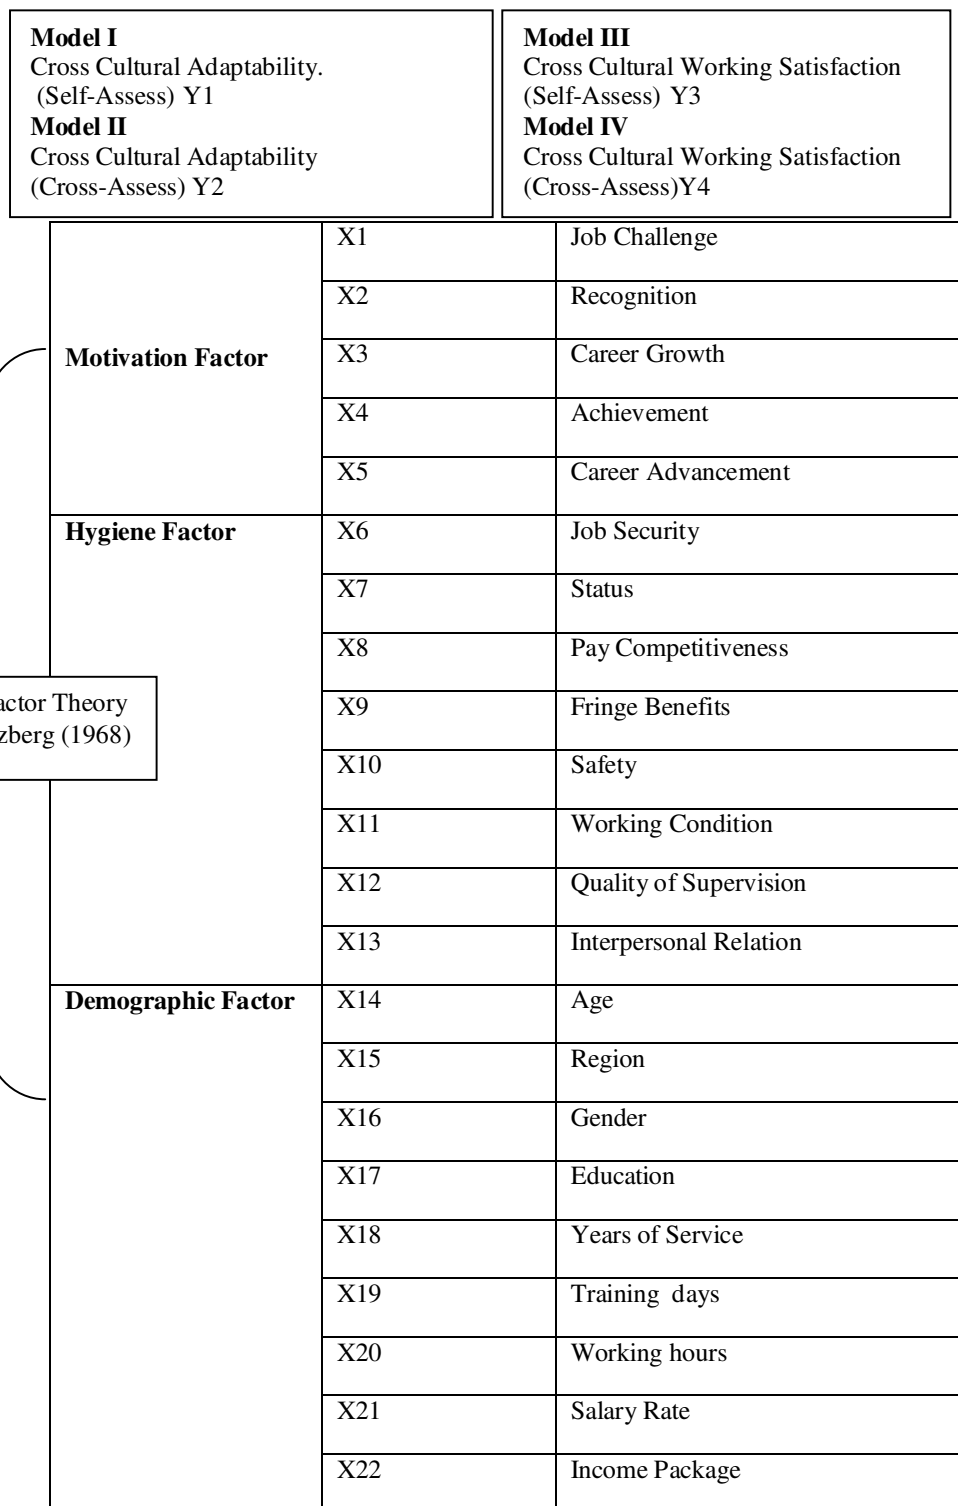 Model I
Cross Cultural Adaptability.
(Self-Assess) Y1
Model II
Cross Cultural Adaptability
(Cross-Assess) Y2
Model III
Cross Cultural Working Satisfaction
(Self-Assess) Y3
Model IV
Cross Cultural Working Satisfaction
(Cross-Assess)Y4
Motivation Factor
X1 Job Challenge
X2 Recognition
X3 Career Growth
X4 Achievement
X5 Career Advancement
Hygiene Factor
X6 Job Security
X7 Status
X8 Pay Competitiveness
X9 Fringe Benefits
X10 Safety
X11 Working Condition
X12 Quality of Supervision
X13 Interpersonal Relation
actor Theory
zberg (1968)
Demographic Factor
X14 Age
X15 Region
X16 Gender
X17 Education
X18 Years of Service
X19 Training days
X20 Working hours
X21 Salary Rate
X22 Income Package